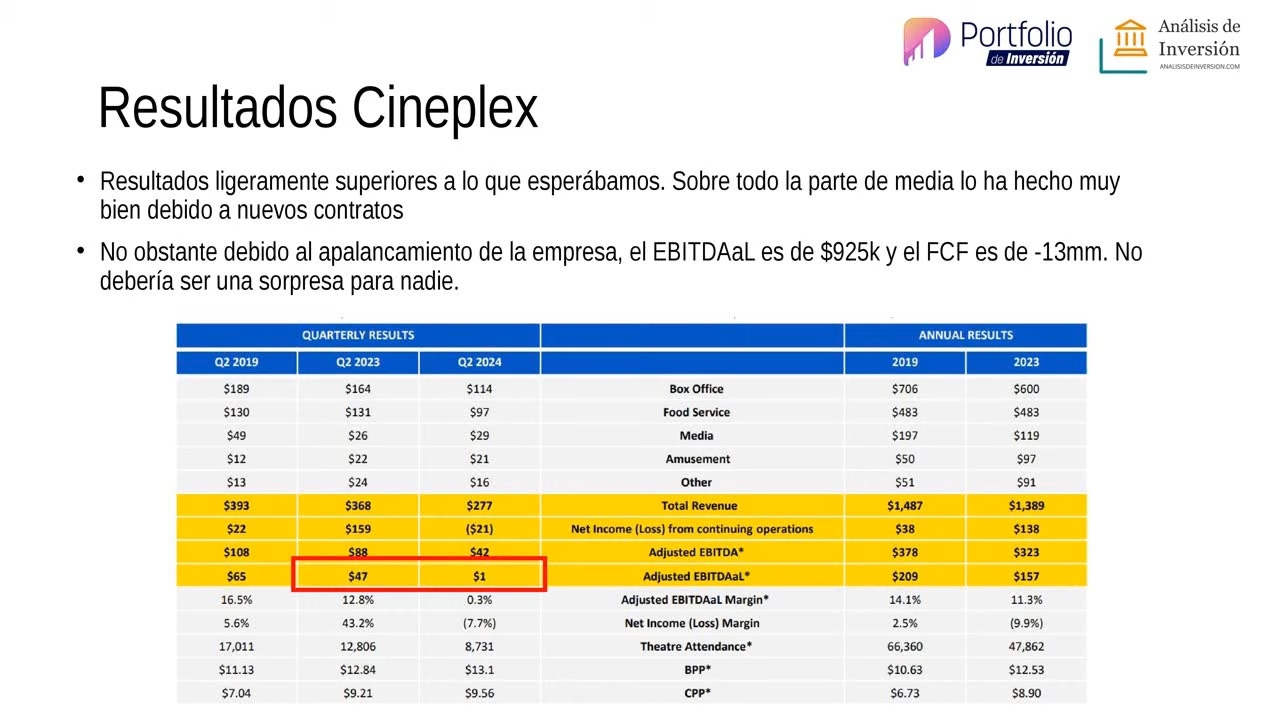 Portfolio
de Inversión
Análisis de
Inversión
ANALISISDEINVERSION.COM
Resultados Cineplex
• Resultados ligeramente superiores a lo que esperábamos. Sobre todo la parte de media lo ha hecho muy
bien debido a nuevos contratos
• No obstante debido al apalancamiento de la empresa, el EBITDAaL es de $925k y el FCF es de -13mm. No
debería ser una sorpresa para nadie.
QUARTERLY RESULTS ANNUAL RESULTS
Q2 2019 Q2 2023 Q2 2024 2019 2023
$189 $164 $114 Box Office $706 $600
$130 $131 $97 Food Service $483 $483
$49 $26 $29 Media $197 $119
$12 $22 $21 Amusement $50 $97
$13 $24 $16 Other $51 $91
$393 $368 $277 Total Revenue $1,487 $1,389
$22 $159 ($21) Net Income (Loss) from continuing operations $38 $138
$108 $88 $42 Adjusted EBITDA* $378 $323
$65 $47 $1 Adjusted EBITDAaL* $209 $157
16.5% 12.8% 0.3% Adjusted EBITDAaL Margin* 14.1% 11.3%
5.6% 43.2% (7.7%) Net Income (Loss) Margin 2.5% (9.9%)
17,011 12,806 8,731 Theatre Attendance* 66,360 47,862
$11.13 $12.84 $13.1 BPP* $10.63 $12.53
$7.04 $9.21 $9.56 CPP* $6.73 $8.90